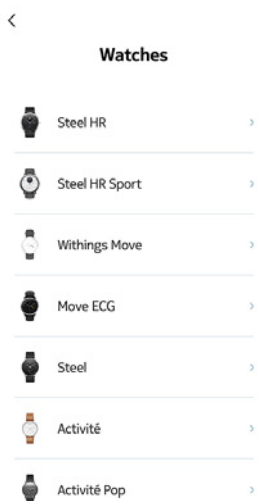 Watches
Steel HR
Steel HR Sport
Withings Move
Move ECG
Steel
Activité
Activité Pop